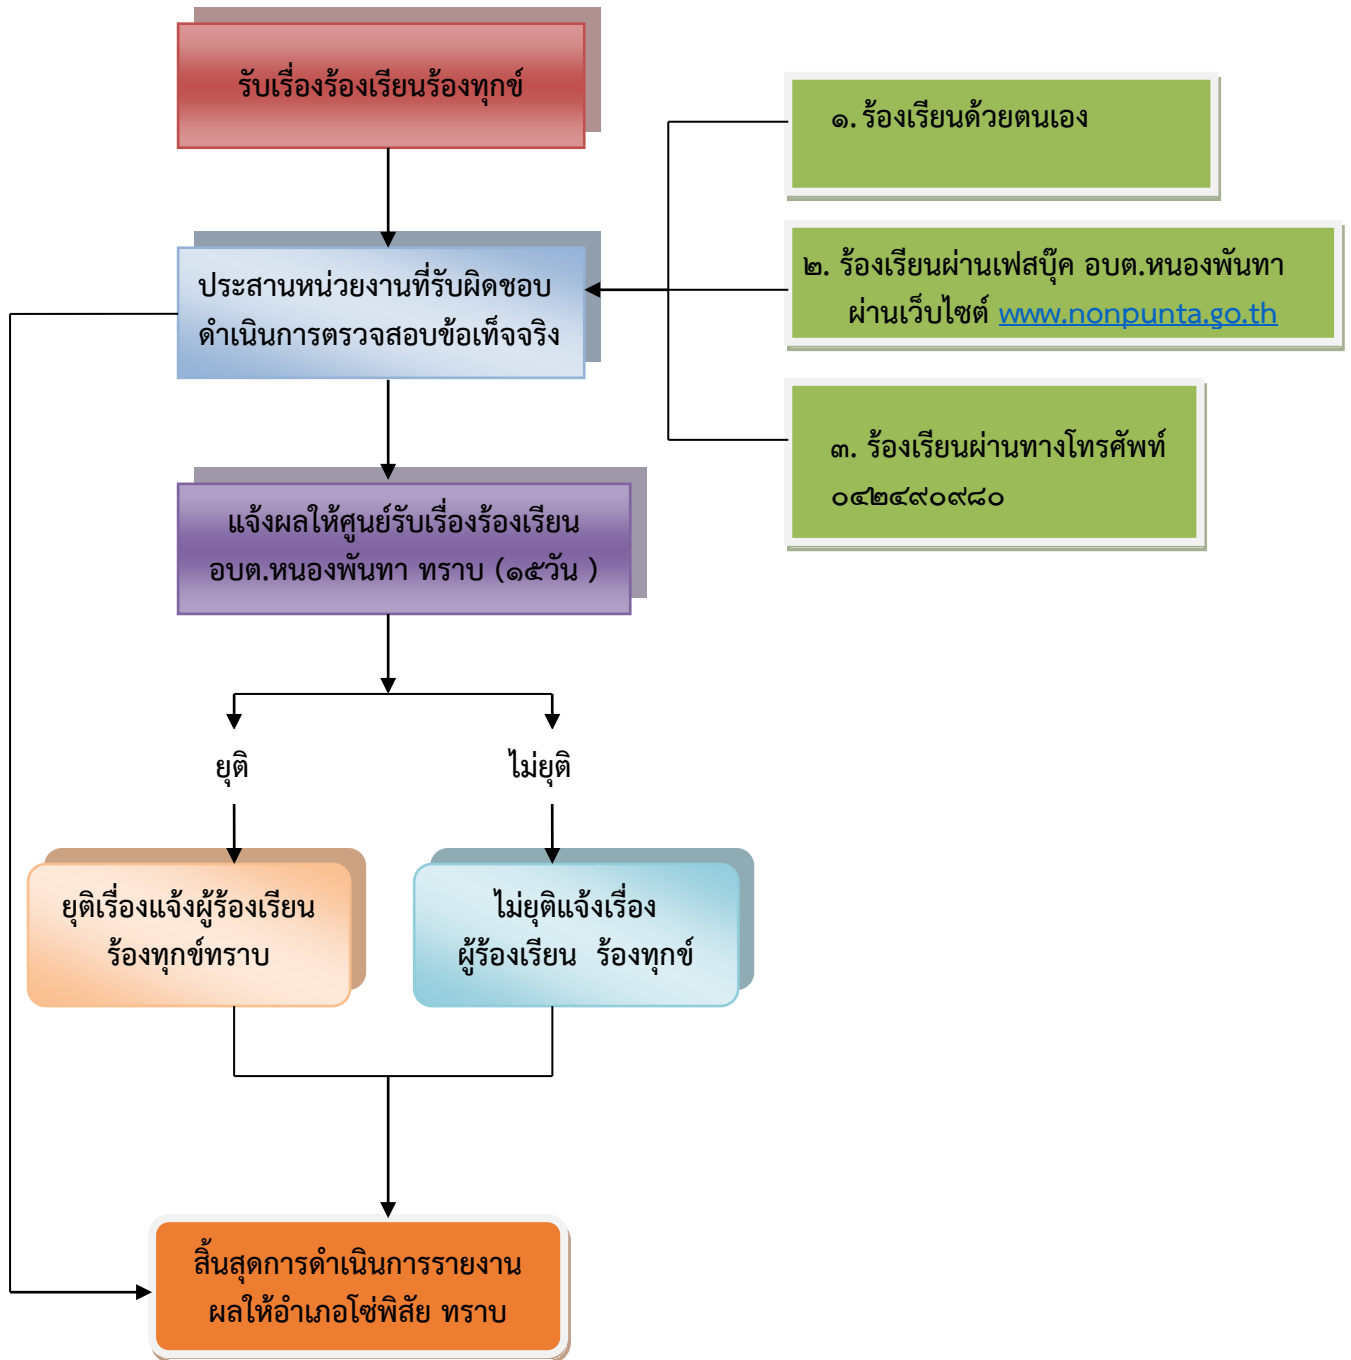 รับเรื่องร้องเรียนร้องทุกข์
๑. ร้องเรียนด้วยตนเอง
ประสานหน่วยงานที่รับผิดชอบ
ดำเนินการตรวจสอบข้อเท็จจริง
๒. ร้องเรียนผ่านเฟสบุ๊ค อบต.หนองพันทา
ผ่านเว็บไซต์ www.nonpunta.go.th
๓. ร้องเรียนผ่านทางโทรศัพท์
๐๔๒๔๙๐๙๘๐
แจ้งผลให้ศูนย์รับเรื่องร้องเรียน
อบต.หนองพันทา ทราบ (๑๕วัน )
ยุติ
ไม่ยุติ
ยุติเรื่องแจ้งผู้ร้องเรียน
ร้องทุกข์ทราบ
ไม่ยุติแจ้งเรื่อง
ผู้ร้องเรียน ร้องทุกข์
สิ้นสุดการดำเนินการรายงาน
ผลให้อำเภอโซ่พิสัย ทราบ